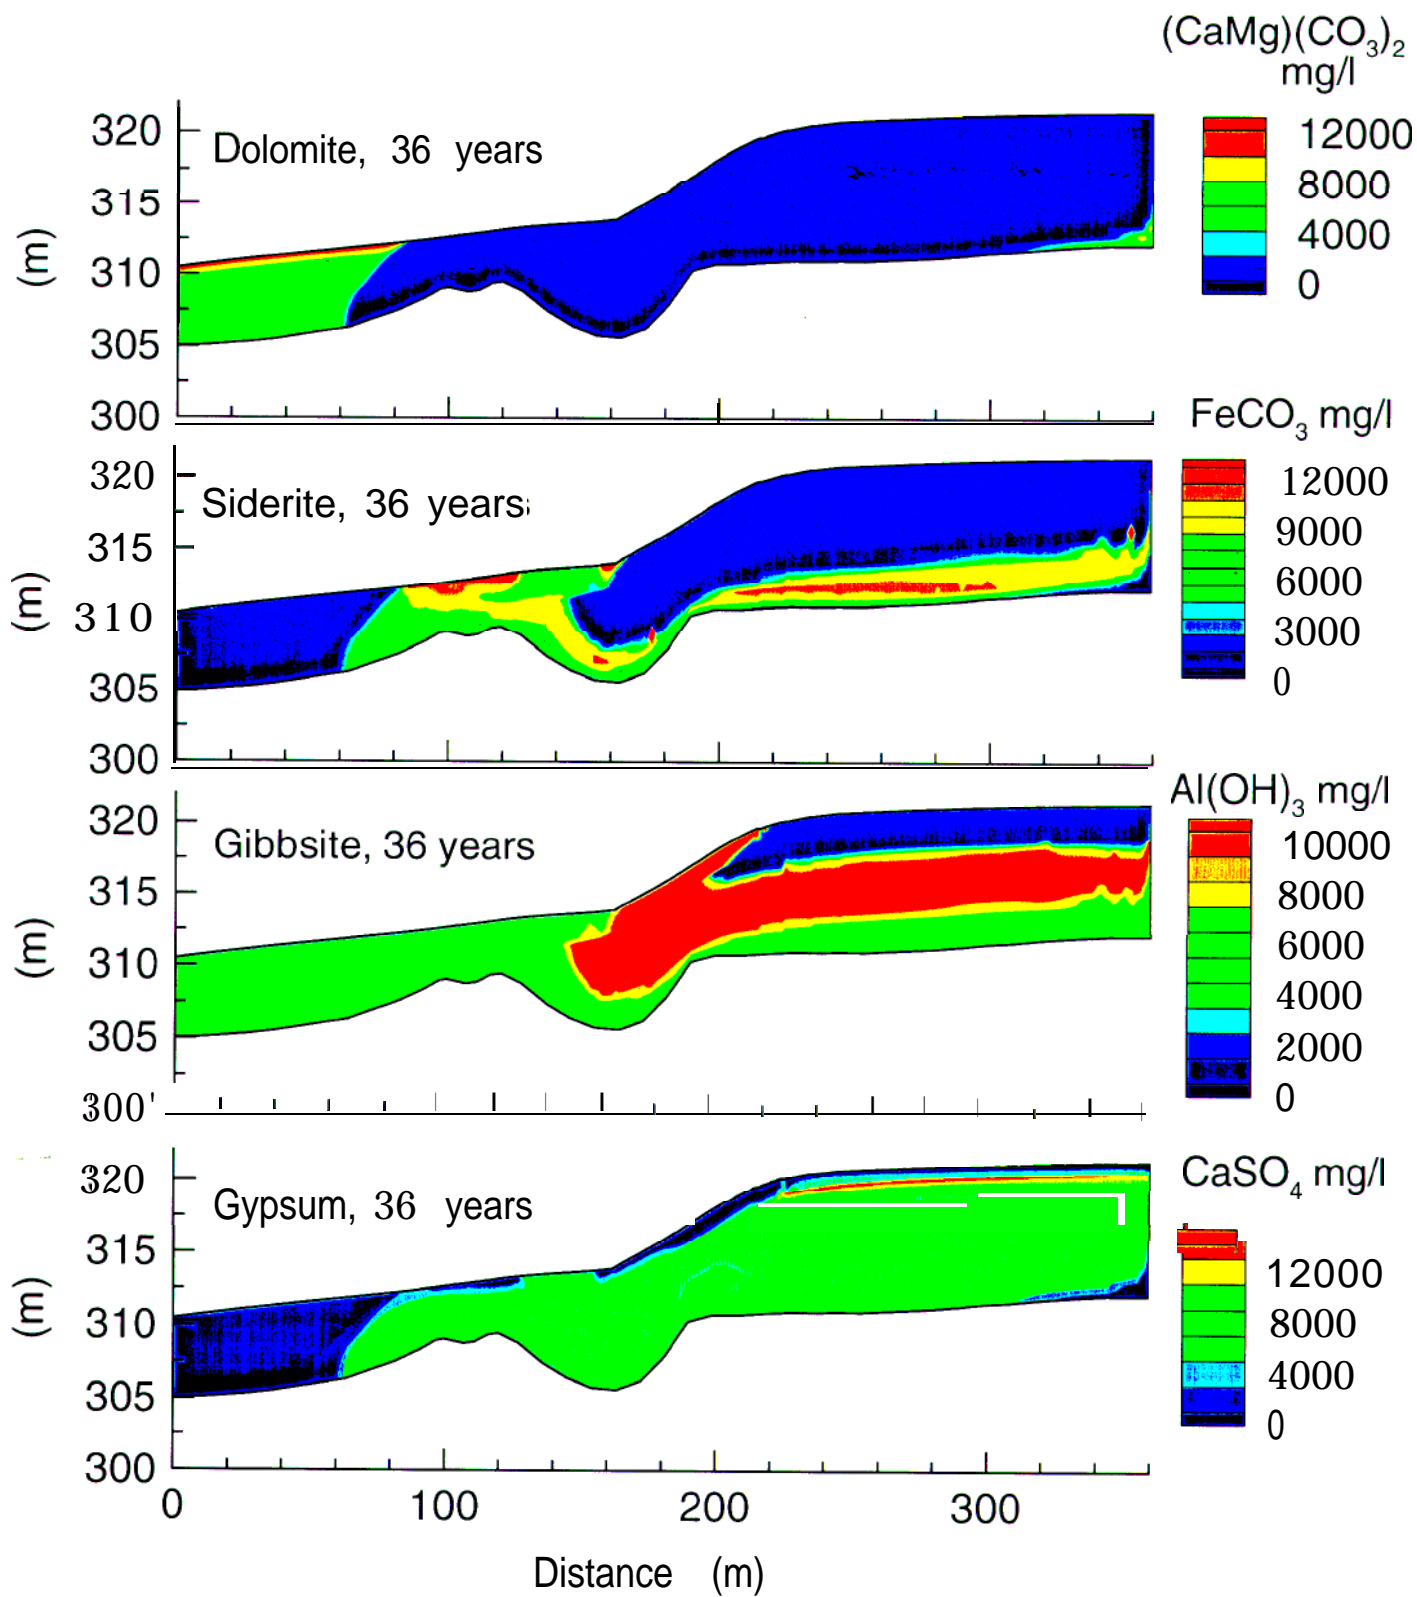 (CaMg)(CO3)2
mg/l
Dolomite, 36 years
320
315
310
305
300
(m)
12000
8000
4000
0
FeCO3 mg/l
Siderite, 36 years
320
315
310
305
300
(m)
12000
9000
6000
3000
0
Al(OH)3 mg/l
Gibbsite, 36 years
320
315
310
305
300'
(m)
10000
8000
6000
4000
2000
0
CaSO4 mg/l
Gypsum, 36 years
320
315
310
305
300
(m)
12000
8000
4000
0
0 100 200 300
Distance (m)